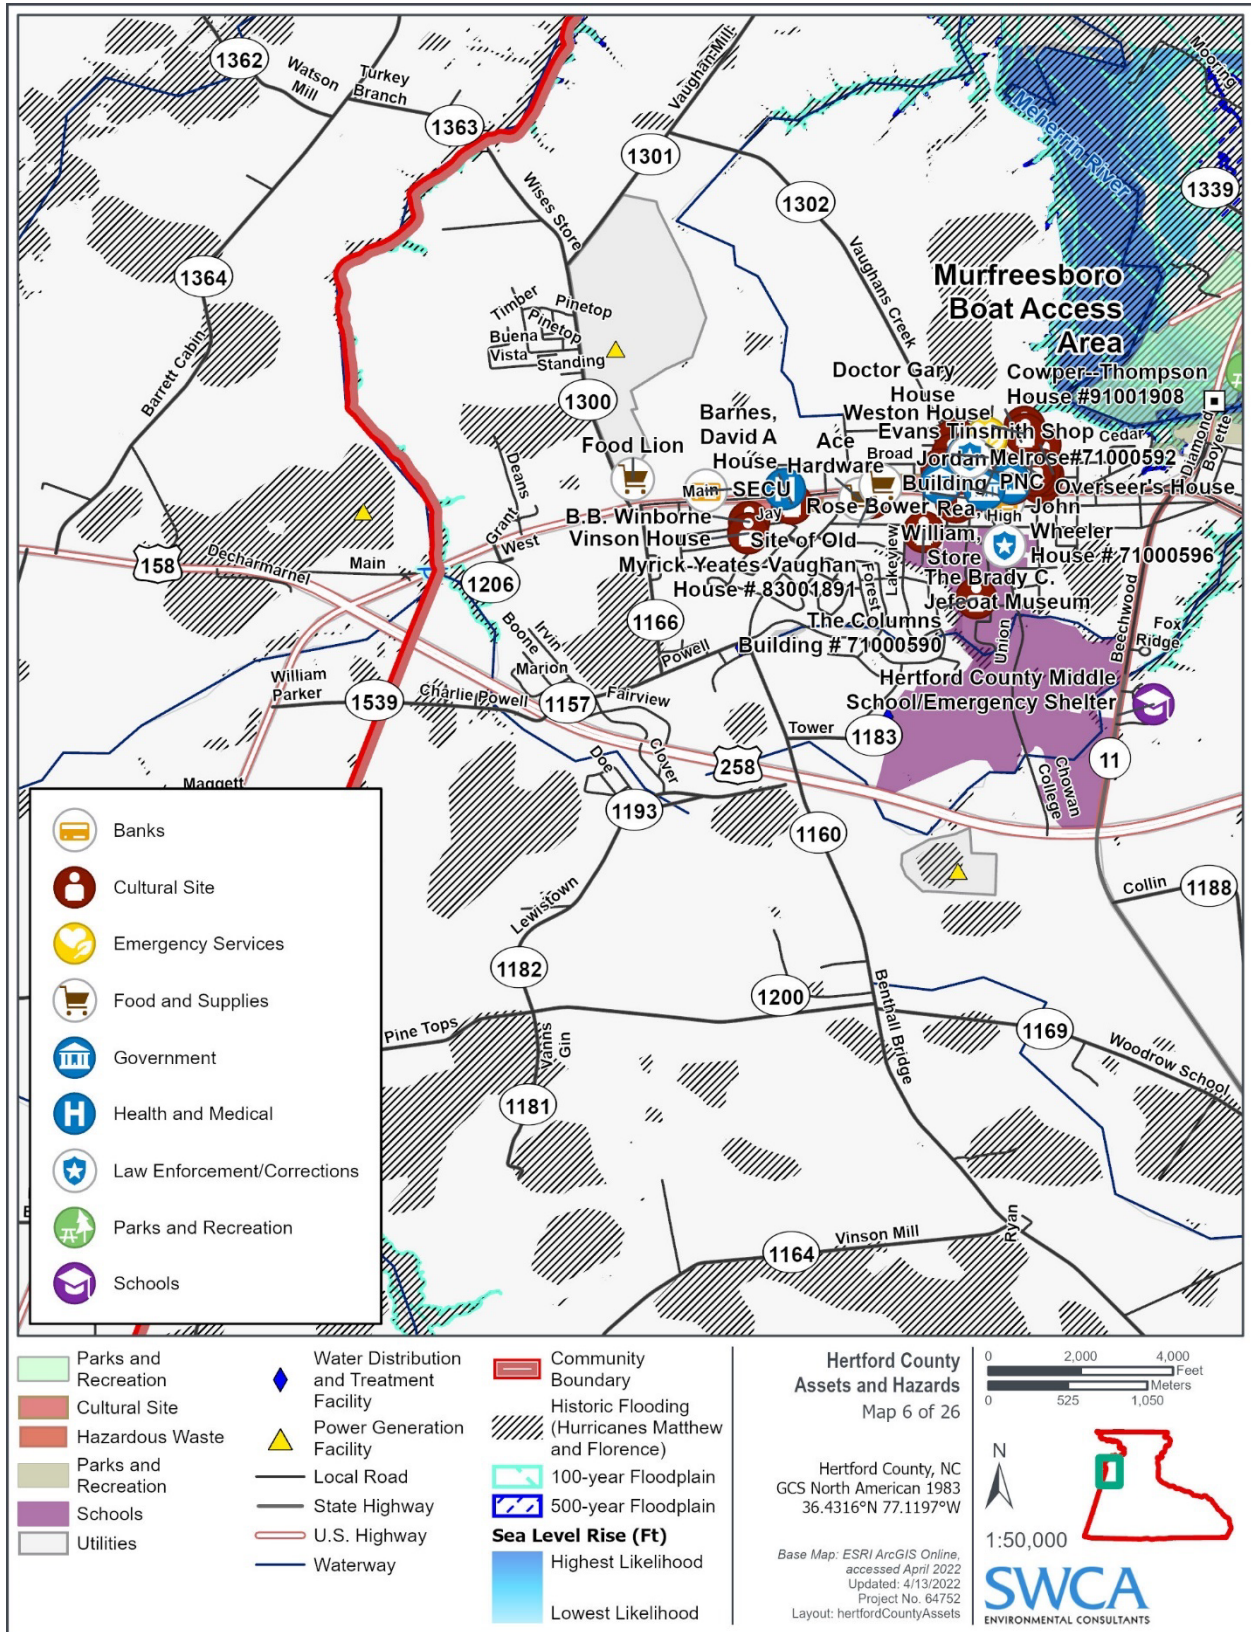 1362
Watson
Mill
Turkey
Branch
1363
Vaughan Mill
1301
Wises Store
1302
Vaughans Creek
Meherrin River
Mooring
1339
1364
Barrett Cabin
Timber
Pinetop
Pinetop
Buena
Vista
Standing
1300
Murfreesboro
Boat Access
Area
Doctor Gary
House
Cowper--Thompson
House #91001908
Weston House
Evans Tinsmith Shop
Cedar
Diamond
Boyette
Barnes,
David A
House
Ace
Hardware
Broad
Jordan
Melrose#71000592
Food Lion
Main
SECU
Building
PNC
Overseer's House
Deans
Grant
West
B.B. Winborne
Vinson House
Jay
Rose Bower
Rea,
William,
Store
High
John
Wheeler
House # 71000596
Site of Old
Myrick-Yeates-Vaughan
House # 83001891
Lakeview
Forest
The Brady C.
Jefcoat Museum
The Columns
Building # 71000590
Union
Beechwood
Fox
Ridge
158
Decharmarnel
Main
1206
Boone
Irvin
Marion
1166
Powell
Hertford County Middle
School/Emergency Shelter
William
Parker
1539
Charlie Powell
1157
Fairview
Tower
1183
Clover
Doe
258
11
Chowan
College
Maggett
1193
1160
Collin
1188
Lewistown
1182
Pine Tops
Vanns
Gin
1181
1200
Benthall Bridge
1169
Woodrow School
Ryan
Vinson Mill
1164
Banks
Cultural Site
Emergency Services
Food and Supplies
Government
Health and Medical
Law Enforcement/Corrections
Parks and Recreation
Schools
Parks and
Recreation
Cultural Site
Hazardous Waste
Parks and
Recreation
Schools
Utilities
Water Distribution
and Treatment
Facility
Power Generation
Facility
Local Road
State Highway
U.S. Highway
Waterway
Community
Boundary
Historic Flooding
(Hurricanes Matthew
and Florence)
100-year Floodplain
500-year Floodplain
Sea Level Rise (Ft)
Highest Likelihood
Lowest Likelihood
Hertford County
Assets and Hazards
Map 6 of 26
Hertford County, NC
GCS North American 1983
36.4316°N 77.1197°W
Base Map: ESRI ArcGIS Online,
accessed April 2022
Updated: 4/13/2022
Project No. 64752
Layout: hertfordCountyAssets
0 2,000 4,000
Feet
Meters
0 525 1,050
N
1:50,000
SWCA
ENVIRONMENTAL CONSULTANTS